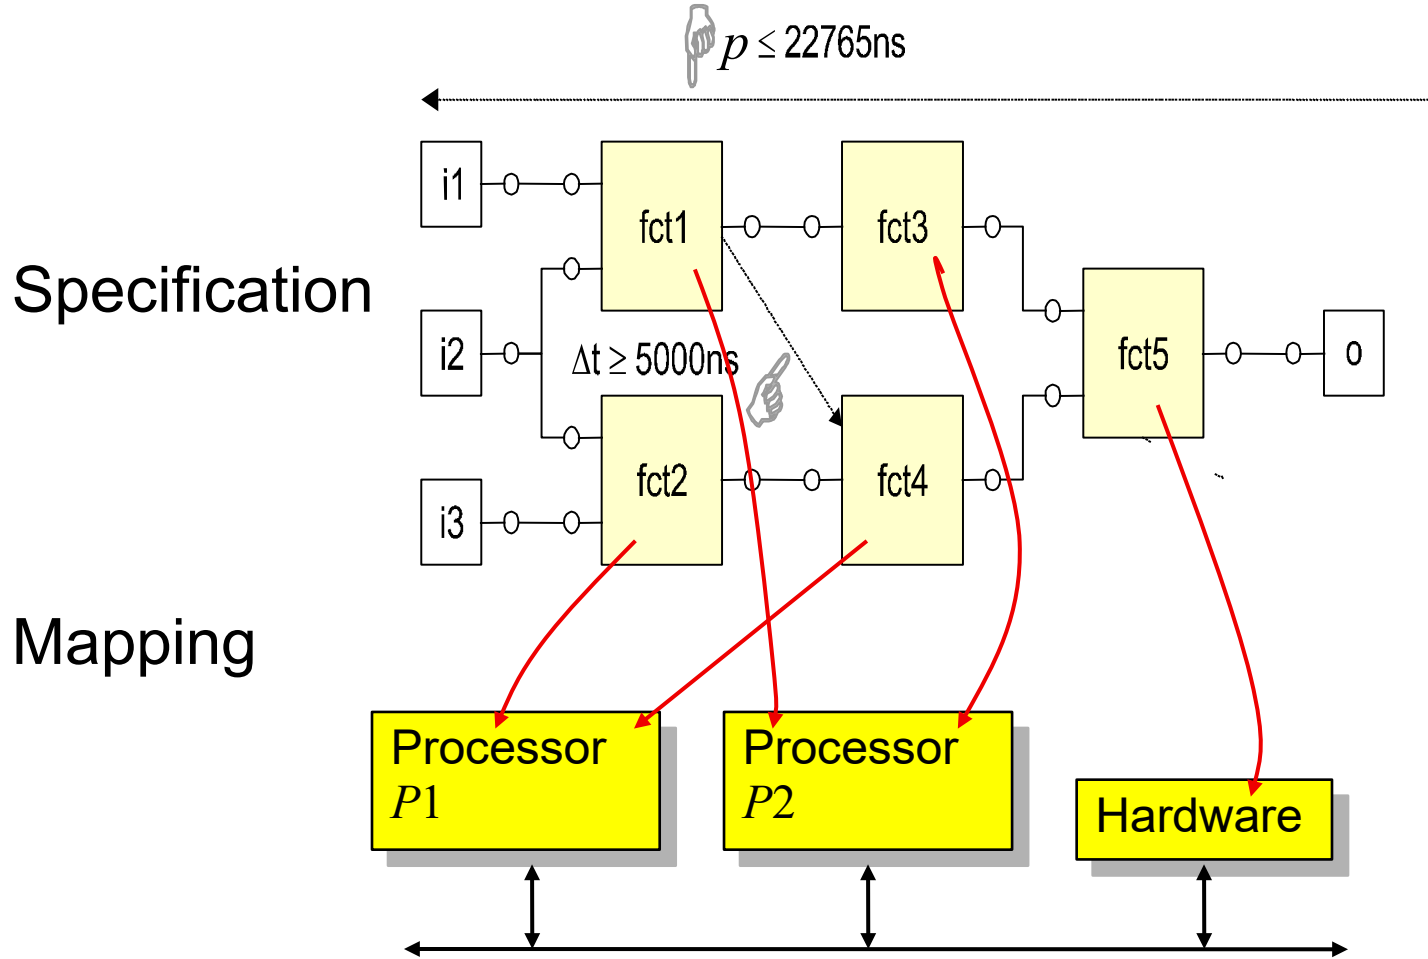 p ≤ 22765ns
i1
fct1
fct3
Specification
i2
Δt ≥ 5000ns
fct5
o
i3
fct2
fct4
Mapping
Processor
P1
Processor
P2
Hardware